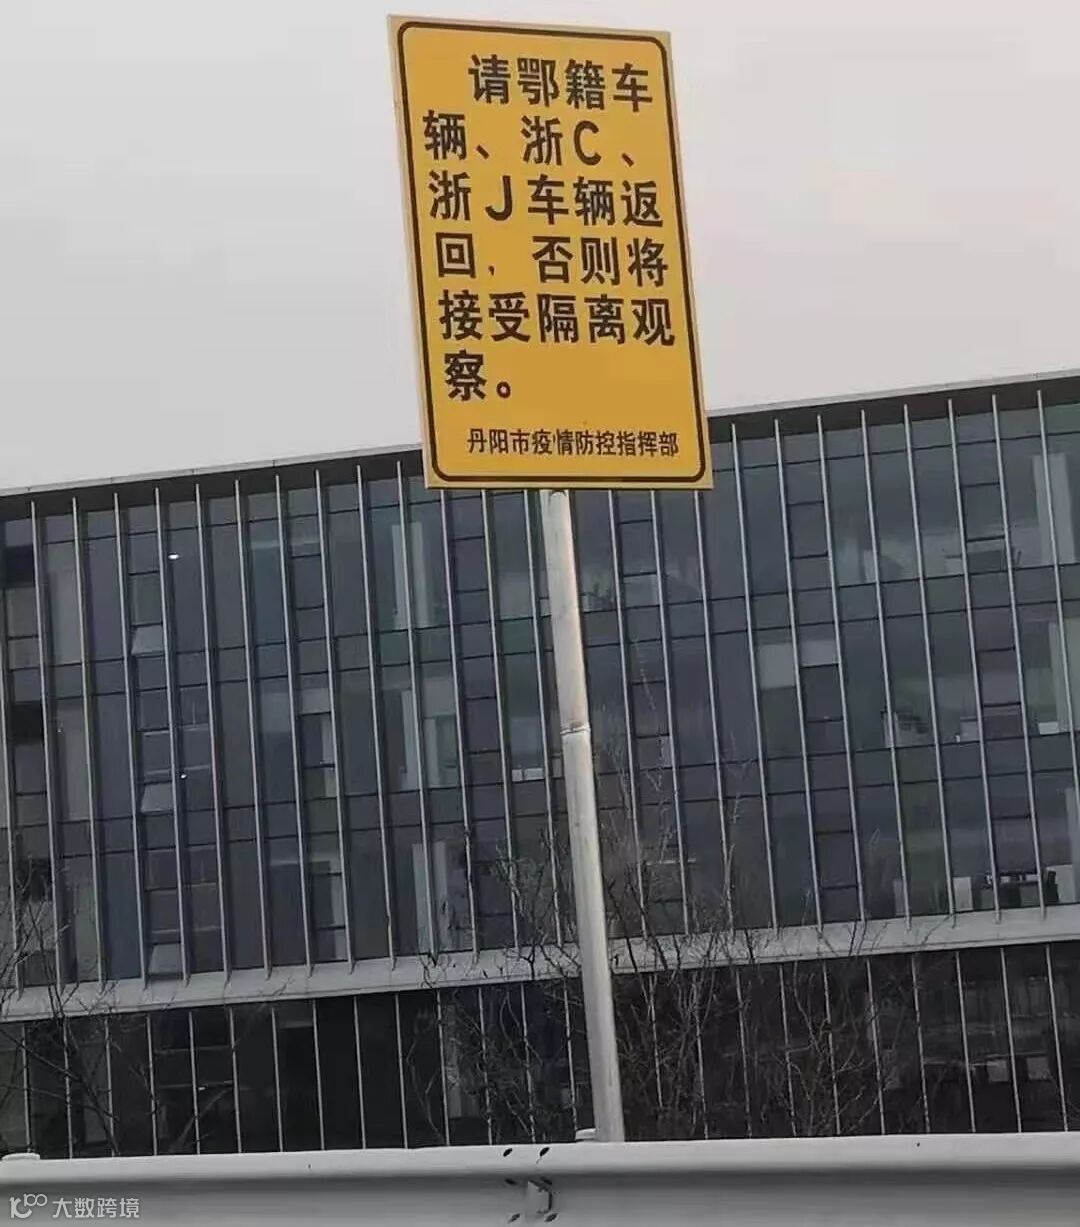 请鄂籍车
辆、浙C、
浙J车辆返
回，否则将
接受隔离观
察。
丹阳市疫情防控指挥部
大数跨境